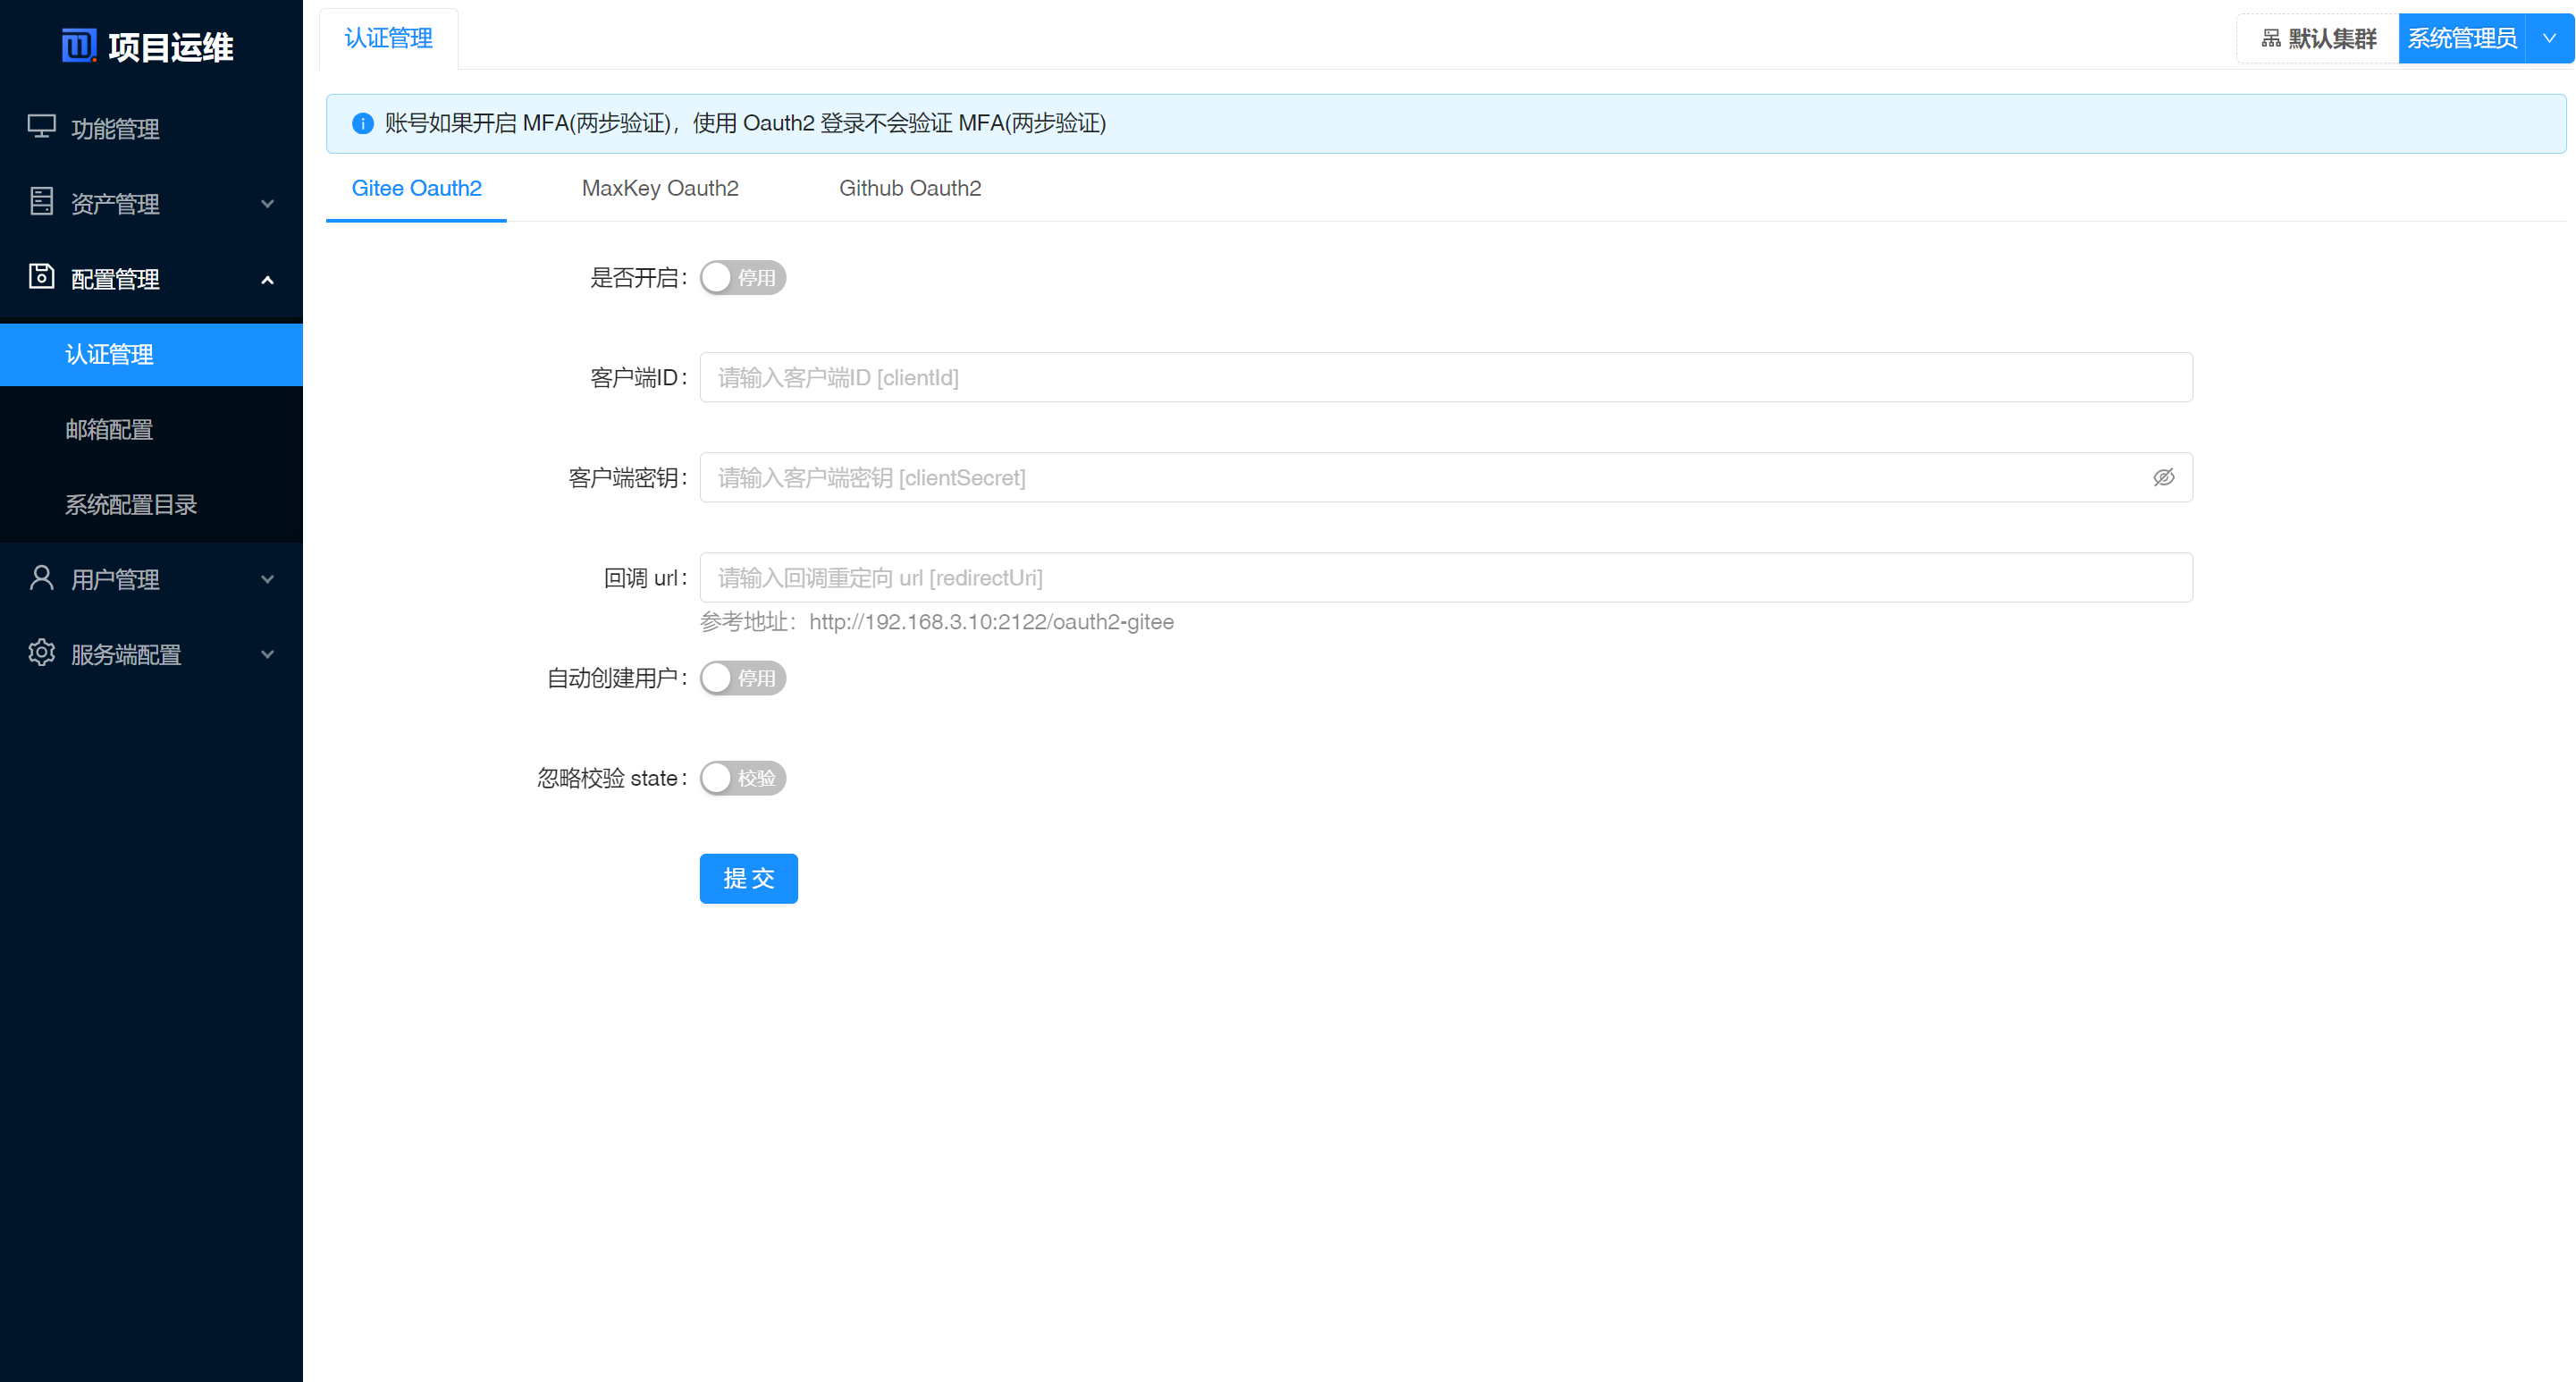 项目运维
功能管理
资产管理
配置管理
认证管理
邮箱配置
系统配置目录
用户管理
服务端配置
认证管理
默认集群
系统管理员
账号如果开启 MFA(两步验证)，使用 Oauth2 登录不会验证 MFA(两步验证)
Gitee Oauth2 MaxKey Oauth2 Github Oauth2
是否开启: 停用
客户端ID: 请输入客户端ID [clientId]
客户端密钥: 请输入客户端密钥 [clientSecret]
回调 url: 请输入回调重定向 url [redirectUri]
参考地址：http://192.168.3.10:2122/oauth2-gitee
自动创建用户: 停用
忽略校验 state: 校验
提 交